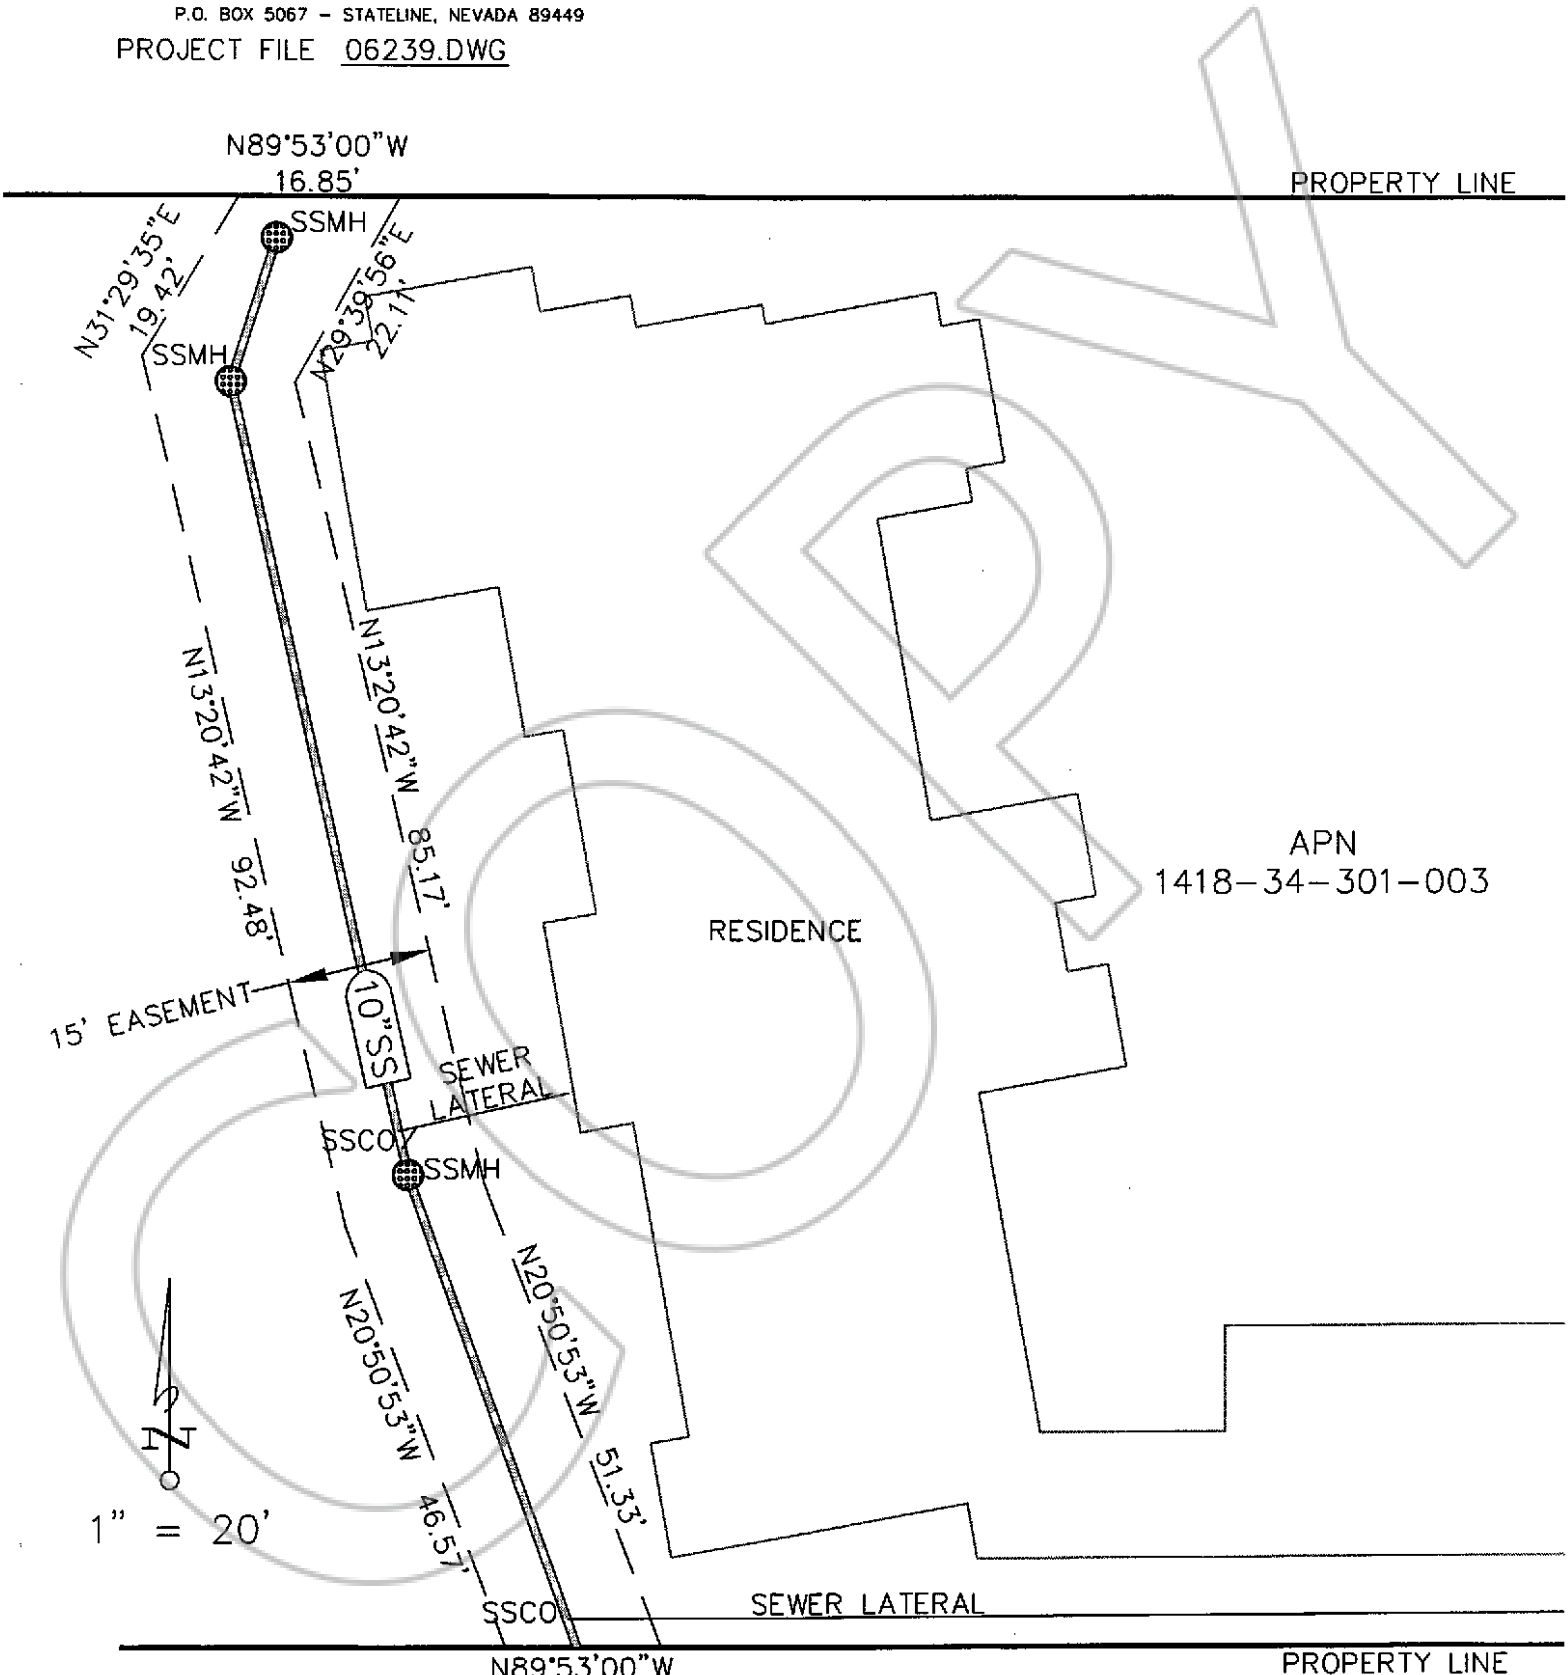 P.O. BOX 5067 – STATELINE, NEVADA 89449
PROJECT FILE 06239.DWG
N89°53'00"W
16.85'
PROPERTY LINE
N31°29'35"E
19.42'
SSMH
N29°39'56"E
22.11'
SSMH
N13°20'42"W 92.48'
N13°20'42"W 85.17'
APN
1418-34-301-003
RESIDENCE
15' EASEMENT
10"SS
SEWER
LATERAL
SSCO
SSMH
N20°50'53"W 46.57'
N20°50'53"W 51.33'
N
1" = 20'
SSCO
SEWER LATERAL
N89°53'00"W
PROPERTY LINE
COPY